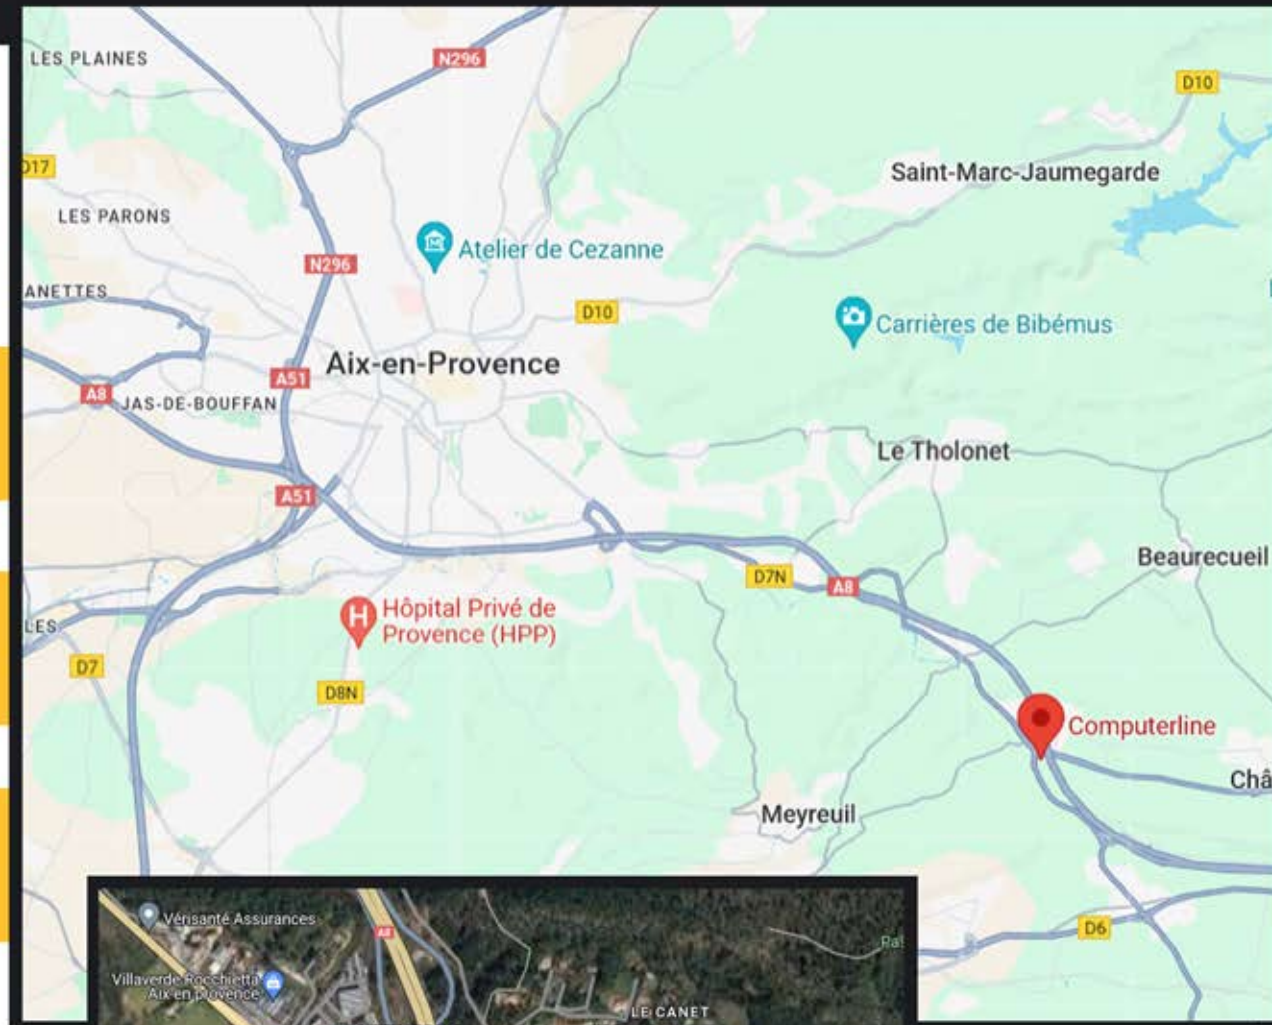 LES PLAINES
N296
D10
D17
Saint-Marc-Jaumegarde
LES PARONS
Atelier de Cezanne
N296
ANETTES
D10
Carrières de Bibémus
Aix-en-Provence
A51
A8
JAS-DE-BOUFFAN
Le Tholonet
A51
Beaurecueil
D7N
A8
Hôpital Privé de
Provence (HPP)
LES
D7
D8N
Computerline
Châ
Meyreuil
Vérisanté Assurances
A8
D6
Villaverde Rocchietta
Aix en provence
LE CANET